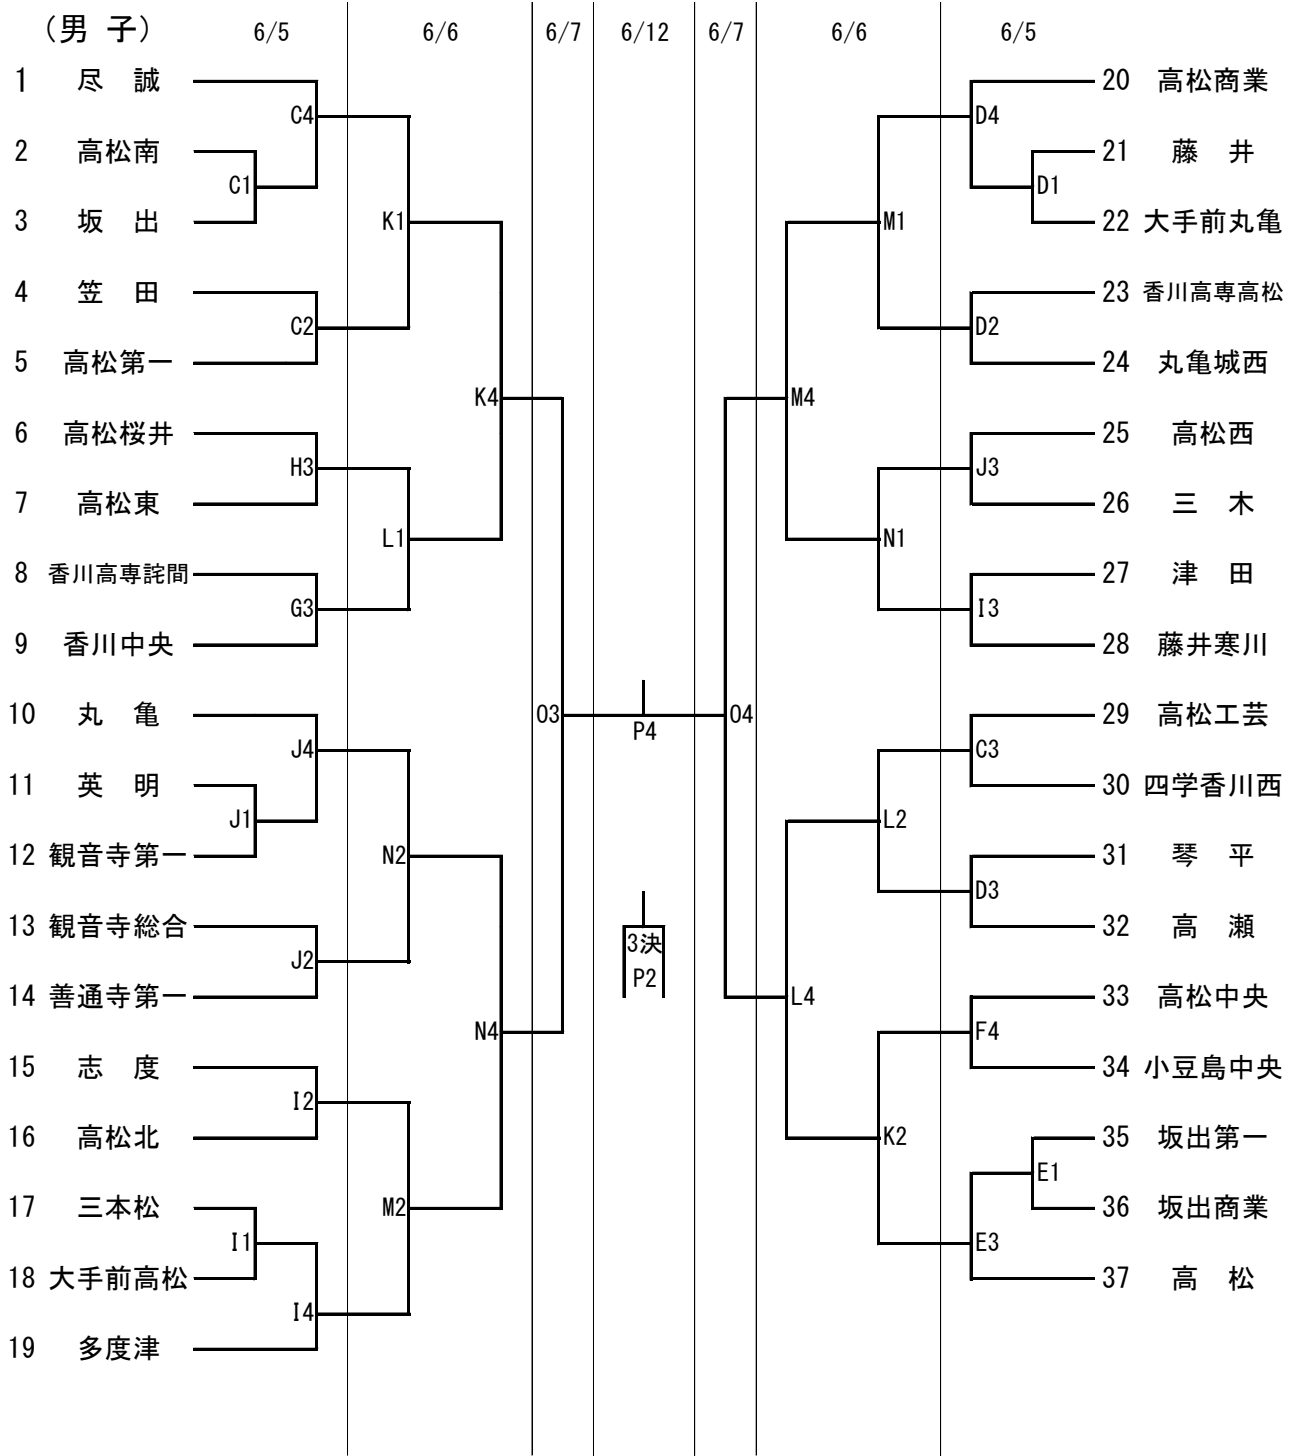 (男 子)
6/5 6/6 6/7 6/12 6/7 6/6 6/5
1 尽 誠 20 高松商業
C4 D4
2 高松南 21 藤 井
C1 D1
3 坂 出 K1 M1 22 大手前丸亀
4 笠 田 23 香川高専高松
C2 D2
5 高松第一 24 丸亀城西
K4 M4
6 高松桜井 25 高松西
H3 J3
7 高松東 26 三 木
L1 N1
8 香川高専詫間 27 津 田
G3 I3
9 香川中央 28 藤井寒川
10 丸 亀 O3 O4 29 高松工芸
P4
J4 C3
11 英 明 30 四学香川西
J1 L2
12 観音寺第一 N2 31 琴 平
D3
13 観音寺総合 32 高 瀬
3決
J2 P2
14 善通寺第一 L4 33 高松中央
N4 F4
15 志 度 34 小豆島中央
I2
16 高松北 K2 35 坂出第一
E1
17 三本松 M2 36 坂出商業
I1 E3
18 大手前高松 37 高 松
I4
19 多度津